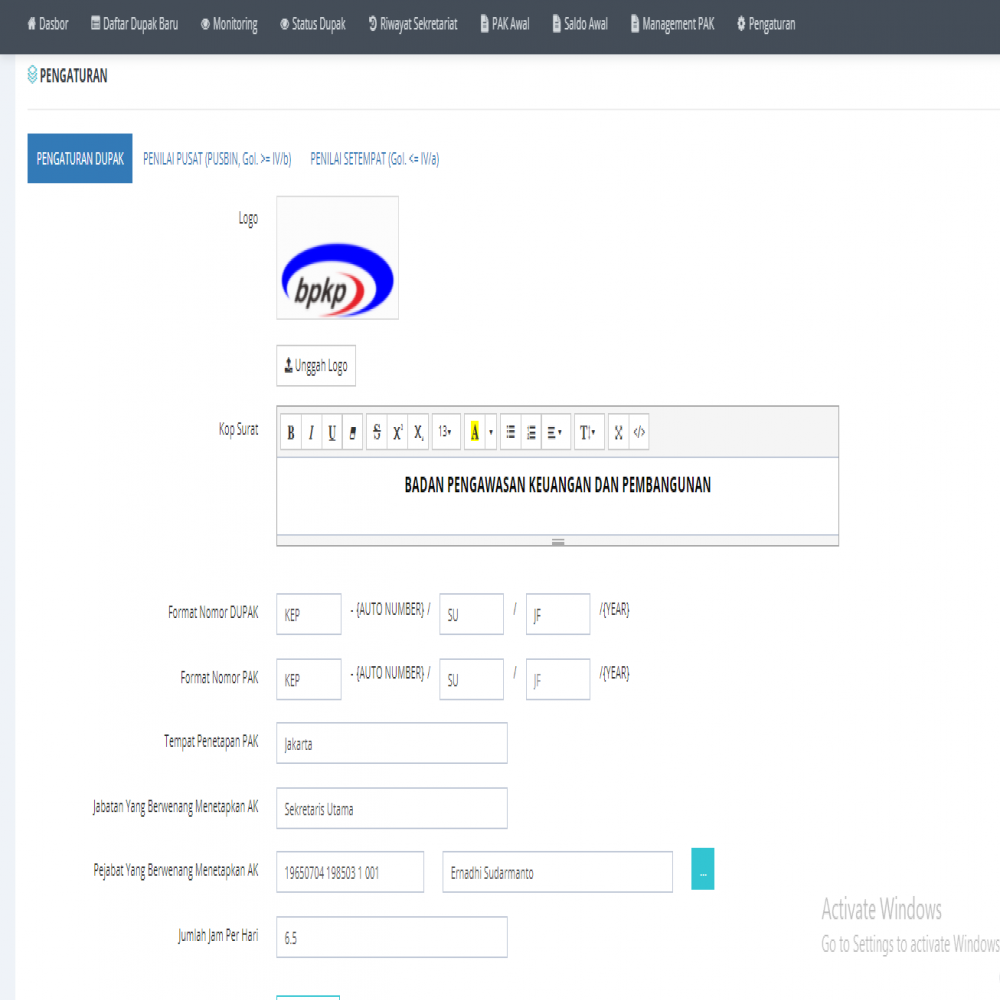 Dasbor Daftar Dupak Baru Monitoring Status Dupak Riwayat Sekretariat PAK Awal Saldo Awal Management PAK Pengaturan
PENGATURAN
PENGATURAN DUPAK PENILAI PUSAT (PUSBIN, Gol. >= IV/b) PENILAI SETEMPAT (Gol. <= IV/a)
Logo
bpkp
Unggah Logo
Kop Surat
B I U S X² X, 13 A T </>
BADAN PENGAWASAN KEUANGAN DAN PEMBANGUNAN
Format Nomor DUPAK KEP - {AUTO NUMBER} / SU / JF /{YEAR}
Format Nomor PAK KEP - {AUTO NUMBER} / SU / JF /{YEAR}
Tempat Penetapan PAK Jakarta
Jabatan Yang Berwenang Menetapkan AK Sekretaris Utama
Pejabat Yang Berwenang Menetapkan AK 19650704 198503 1 001 Ernadhi Sudarmanto ...
Jumlah Jam Per Hari 6.5
Activate Windows
Go to Settings to activate Windows